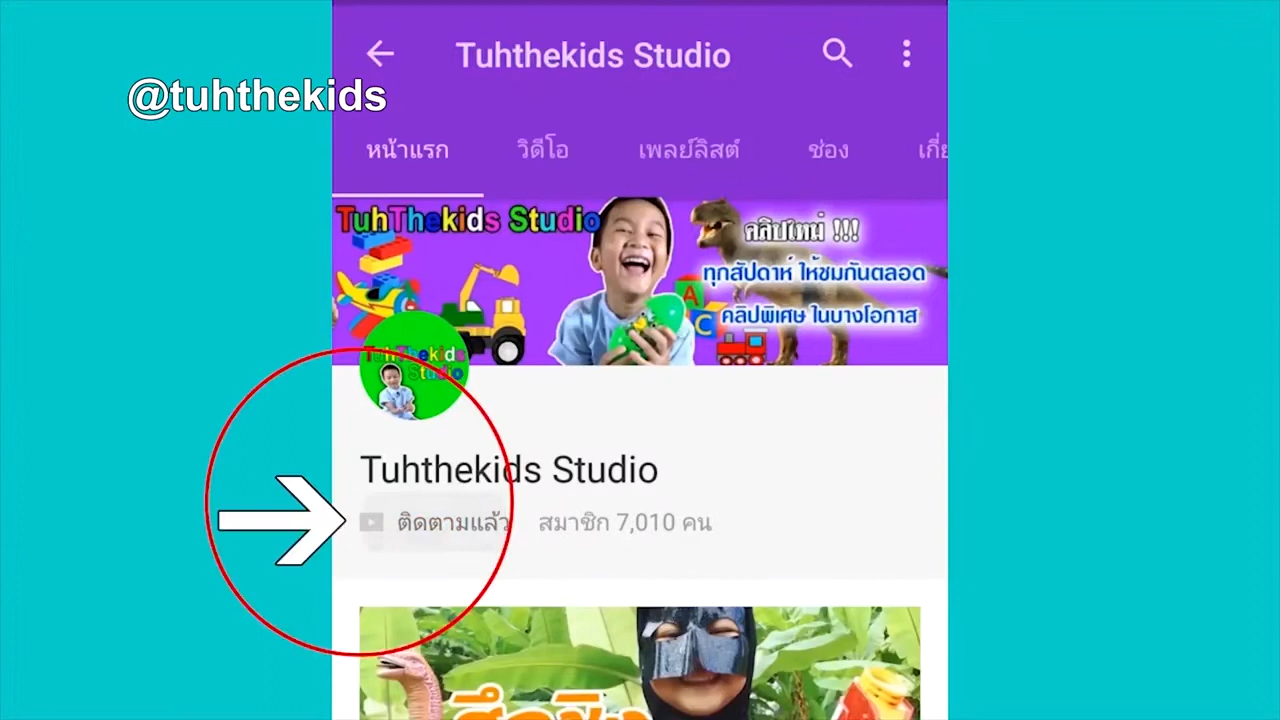 Tuhthekids Studio
@tuhthekids
หน้าแรก วิดีโอ เพลย์ลิสต์ ช่อง
TuhThekids Studio
คลิปใหม่ !!!
ทุกสัปดาห์ ให้ชมกันตลอด
คลิปพิเศษ ในบางโอกาส
A
C
TuhThekids
Studio
Tuhthekids Studio
ติดตามแล้ว สมาชิก 7,010 คน